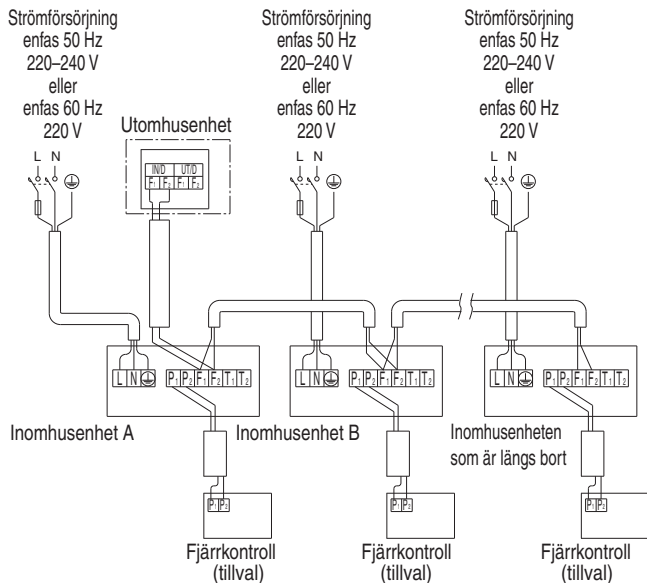 Strömförsörjning
enfas 50 Hz
220–240 V
eller
enfas 60 Hz
220 V
Strömförsörjning
enfas 50 Hz
220–240 V
eller
enfas 60 Hz
220 V
Strömförsörjning
enfas 50 Hz
220–240 V
eller
enfas 60 Hz
220 V
Utomhusenhet
L N
L N
L N
IN/D UT/D
F₁ F₂ F₁ F₂
L N P₁ P₂ F₁ F₂ T₁ T₂
L N P₁ P₂ F₁ F₂ T₁ T₂
L N P₁ P₂ F₁ F₂ T₁ T₂
Inomhusenhet A
Inomhusenhet B
Inomhusenheten
som är längs bort
P₁ P₂
P₁ P₂
P₁ P₂
Fjärrkontroll
(tillval)
Fjärrkontroll
(tillval)
Fjärrkontroll
(tillval)